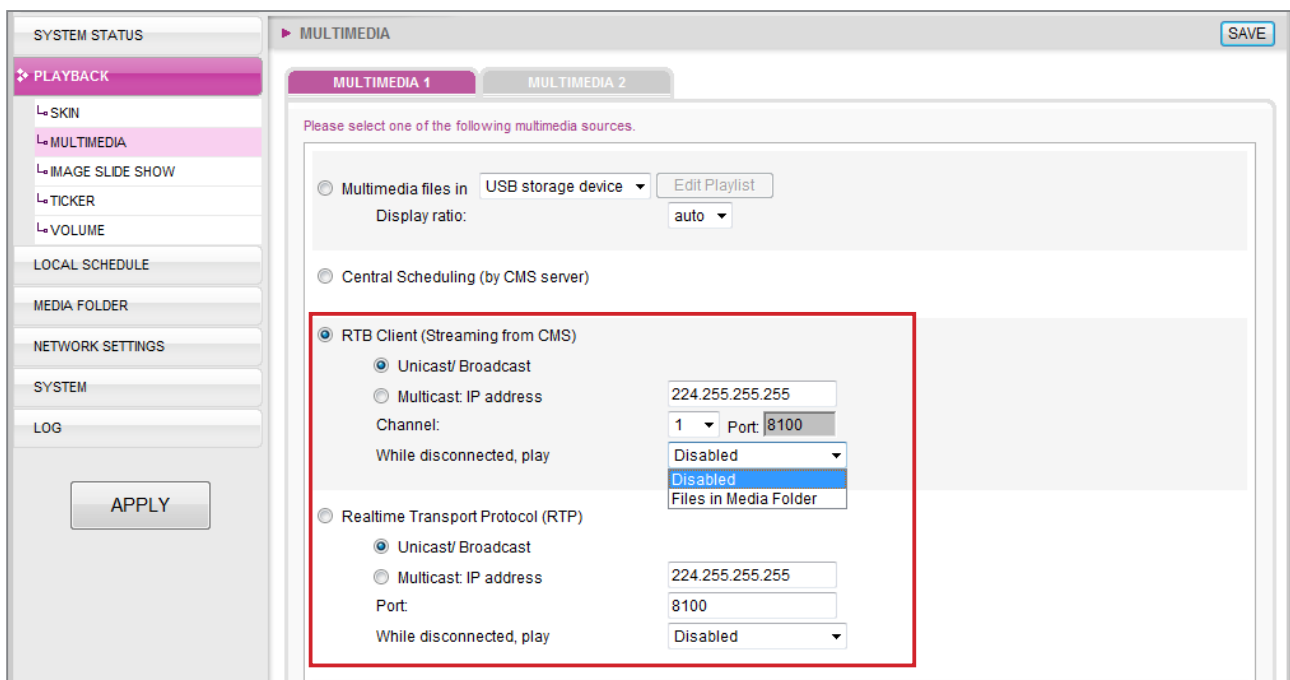 SYSTEM STATUS
PLAYBACK
SKIN
MULTIMEDIA
IMAGE SLIDE SHOW
TICKER
VOLUME
LOCAL SCHEDULE
MEDIA FOLDER
NETWORK SETTINGS
SYSTEM
LOG
APPLY
MULTIMEDIA
SAVE
MULTIMEDIA 1
MULTIMEDIA 2
Please select one of the following multimedia sources.
Multimedia files in USB storage device Edit Playlist
Display ratio: auto
Central Scheduling (by CMS server)
RTB Client (Streaming from CMS)
Unicast/ Broadcast
Multicast: IP address 224.255.255.255
Channel: 1 Port: 8100
While disconnected, play Disabled
Disabled
Files in Media Folder
Realtime Transport Protocol (RTP)
Unicast/ Broadcast
Multicast: IP address 224.255.255.255
Port: 8100
While disconnected, play Disabled